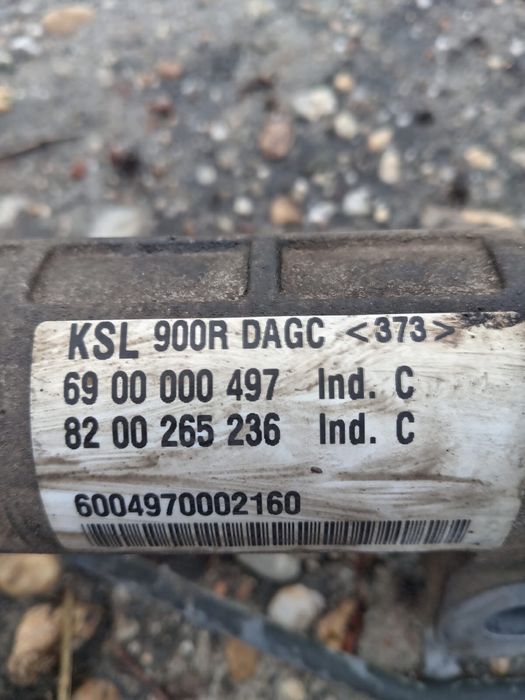 KSL 900R DAGC <373>
69 00 000 497 Ind. C
82 00 265 236 Ind. C
6004970002160